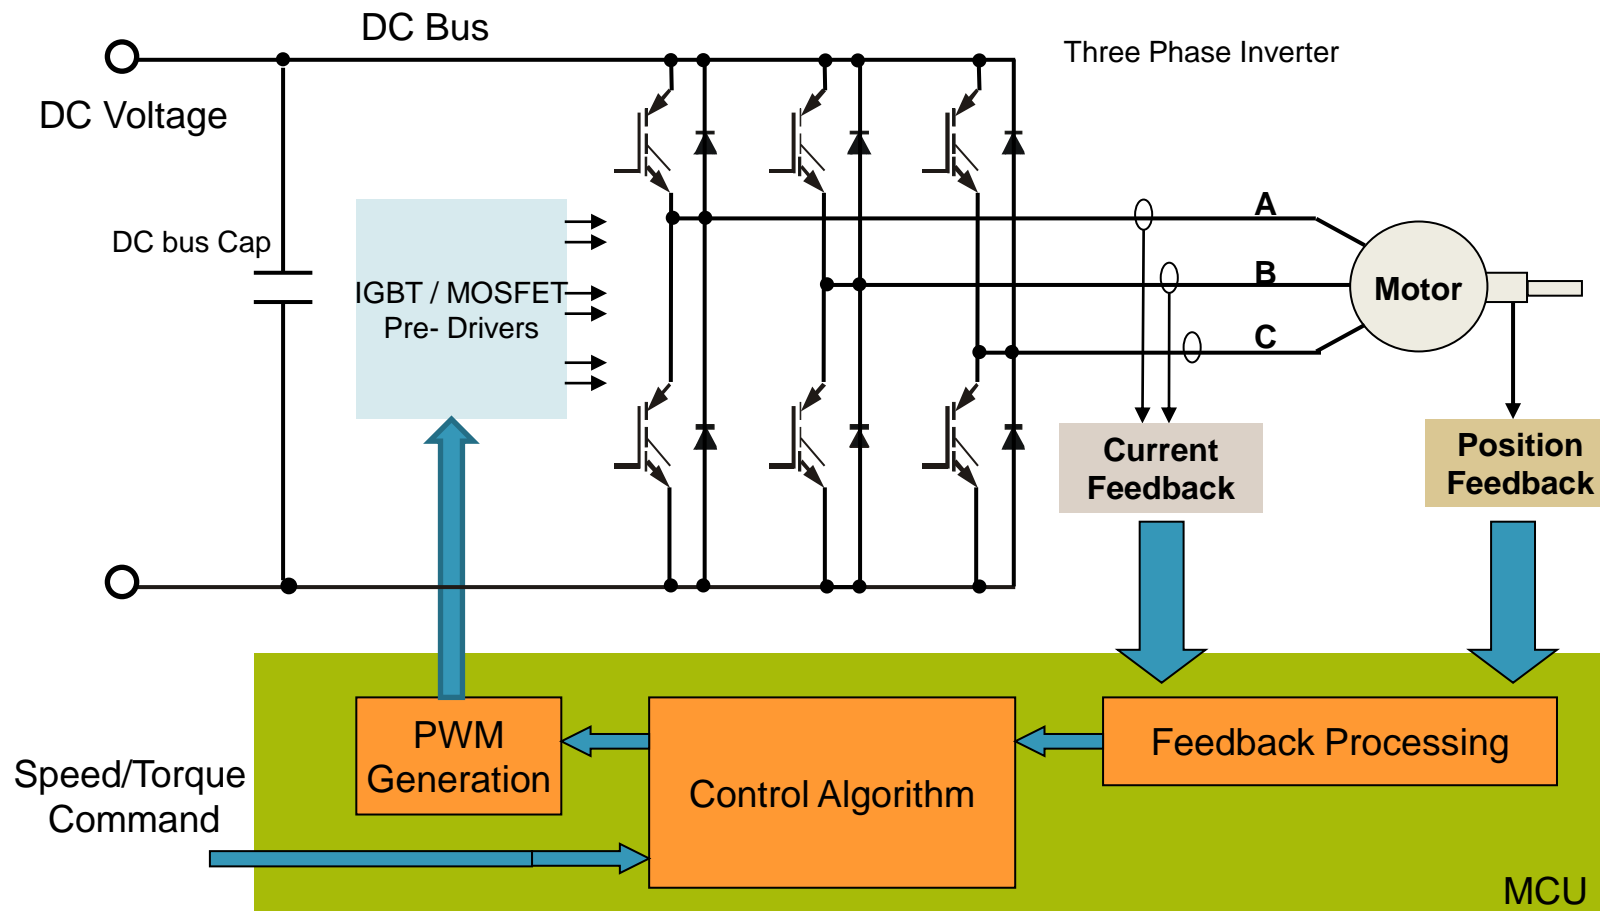 DC Bus
Three Phase Inverter
DC Voltage
A
DC bus Cap
B
Motor
IGBT / MOSFET
Pre- Drivers
C
Current
Feedback
Position
Feedback
PWM
Generation
Control Algorithm
Feedback Processing
Speed/Torque
Command
MCU